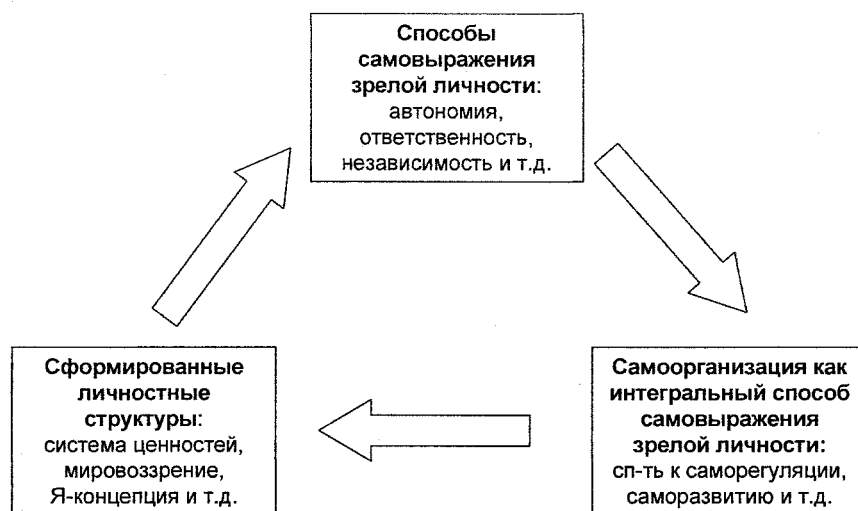 Способы
самовыражения
зрелой личности:
автономия,
ответственность,
независимость и т.д.
Сформированные
личностные
структуры:
система ценностей,
мировоззрение,
Я-концепция и т.д.
Самоорганизация как
интегральный способ
самовыражения
зрелой личности:
сп-ть к саморегуляции,
саморазвитию и т.д.